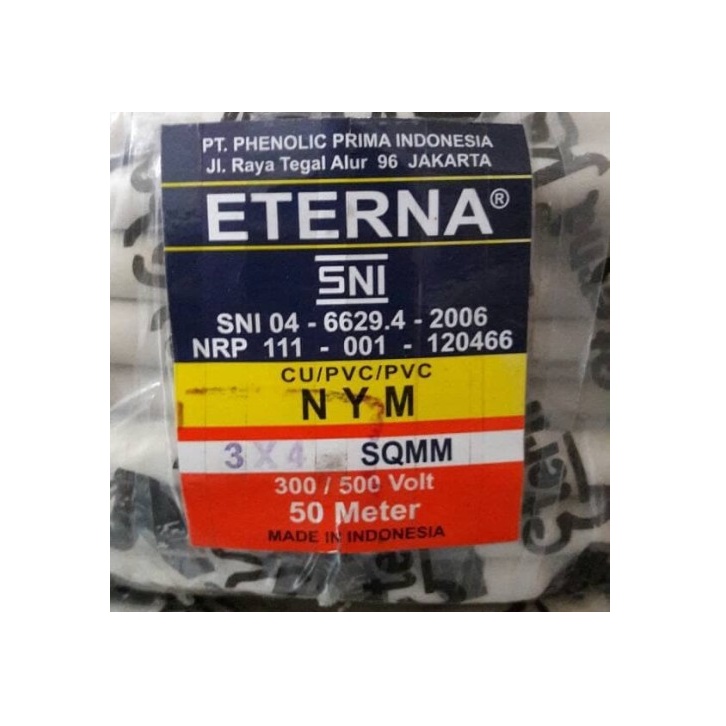 PT. PHENOLIC PRIMA INDONESIA
Jl. Raya Tegal Alur 96 JAKARTA
ETERNA®
SNI
SNI 04 - 6629.4 - 2006
NRP 111 - 001 - 120466
CU/PVC/PVC
N Y M
3 X 4 SQMM
300 / 500 Volt
50 Meter
MADE IN INDONESIA